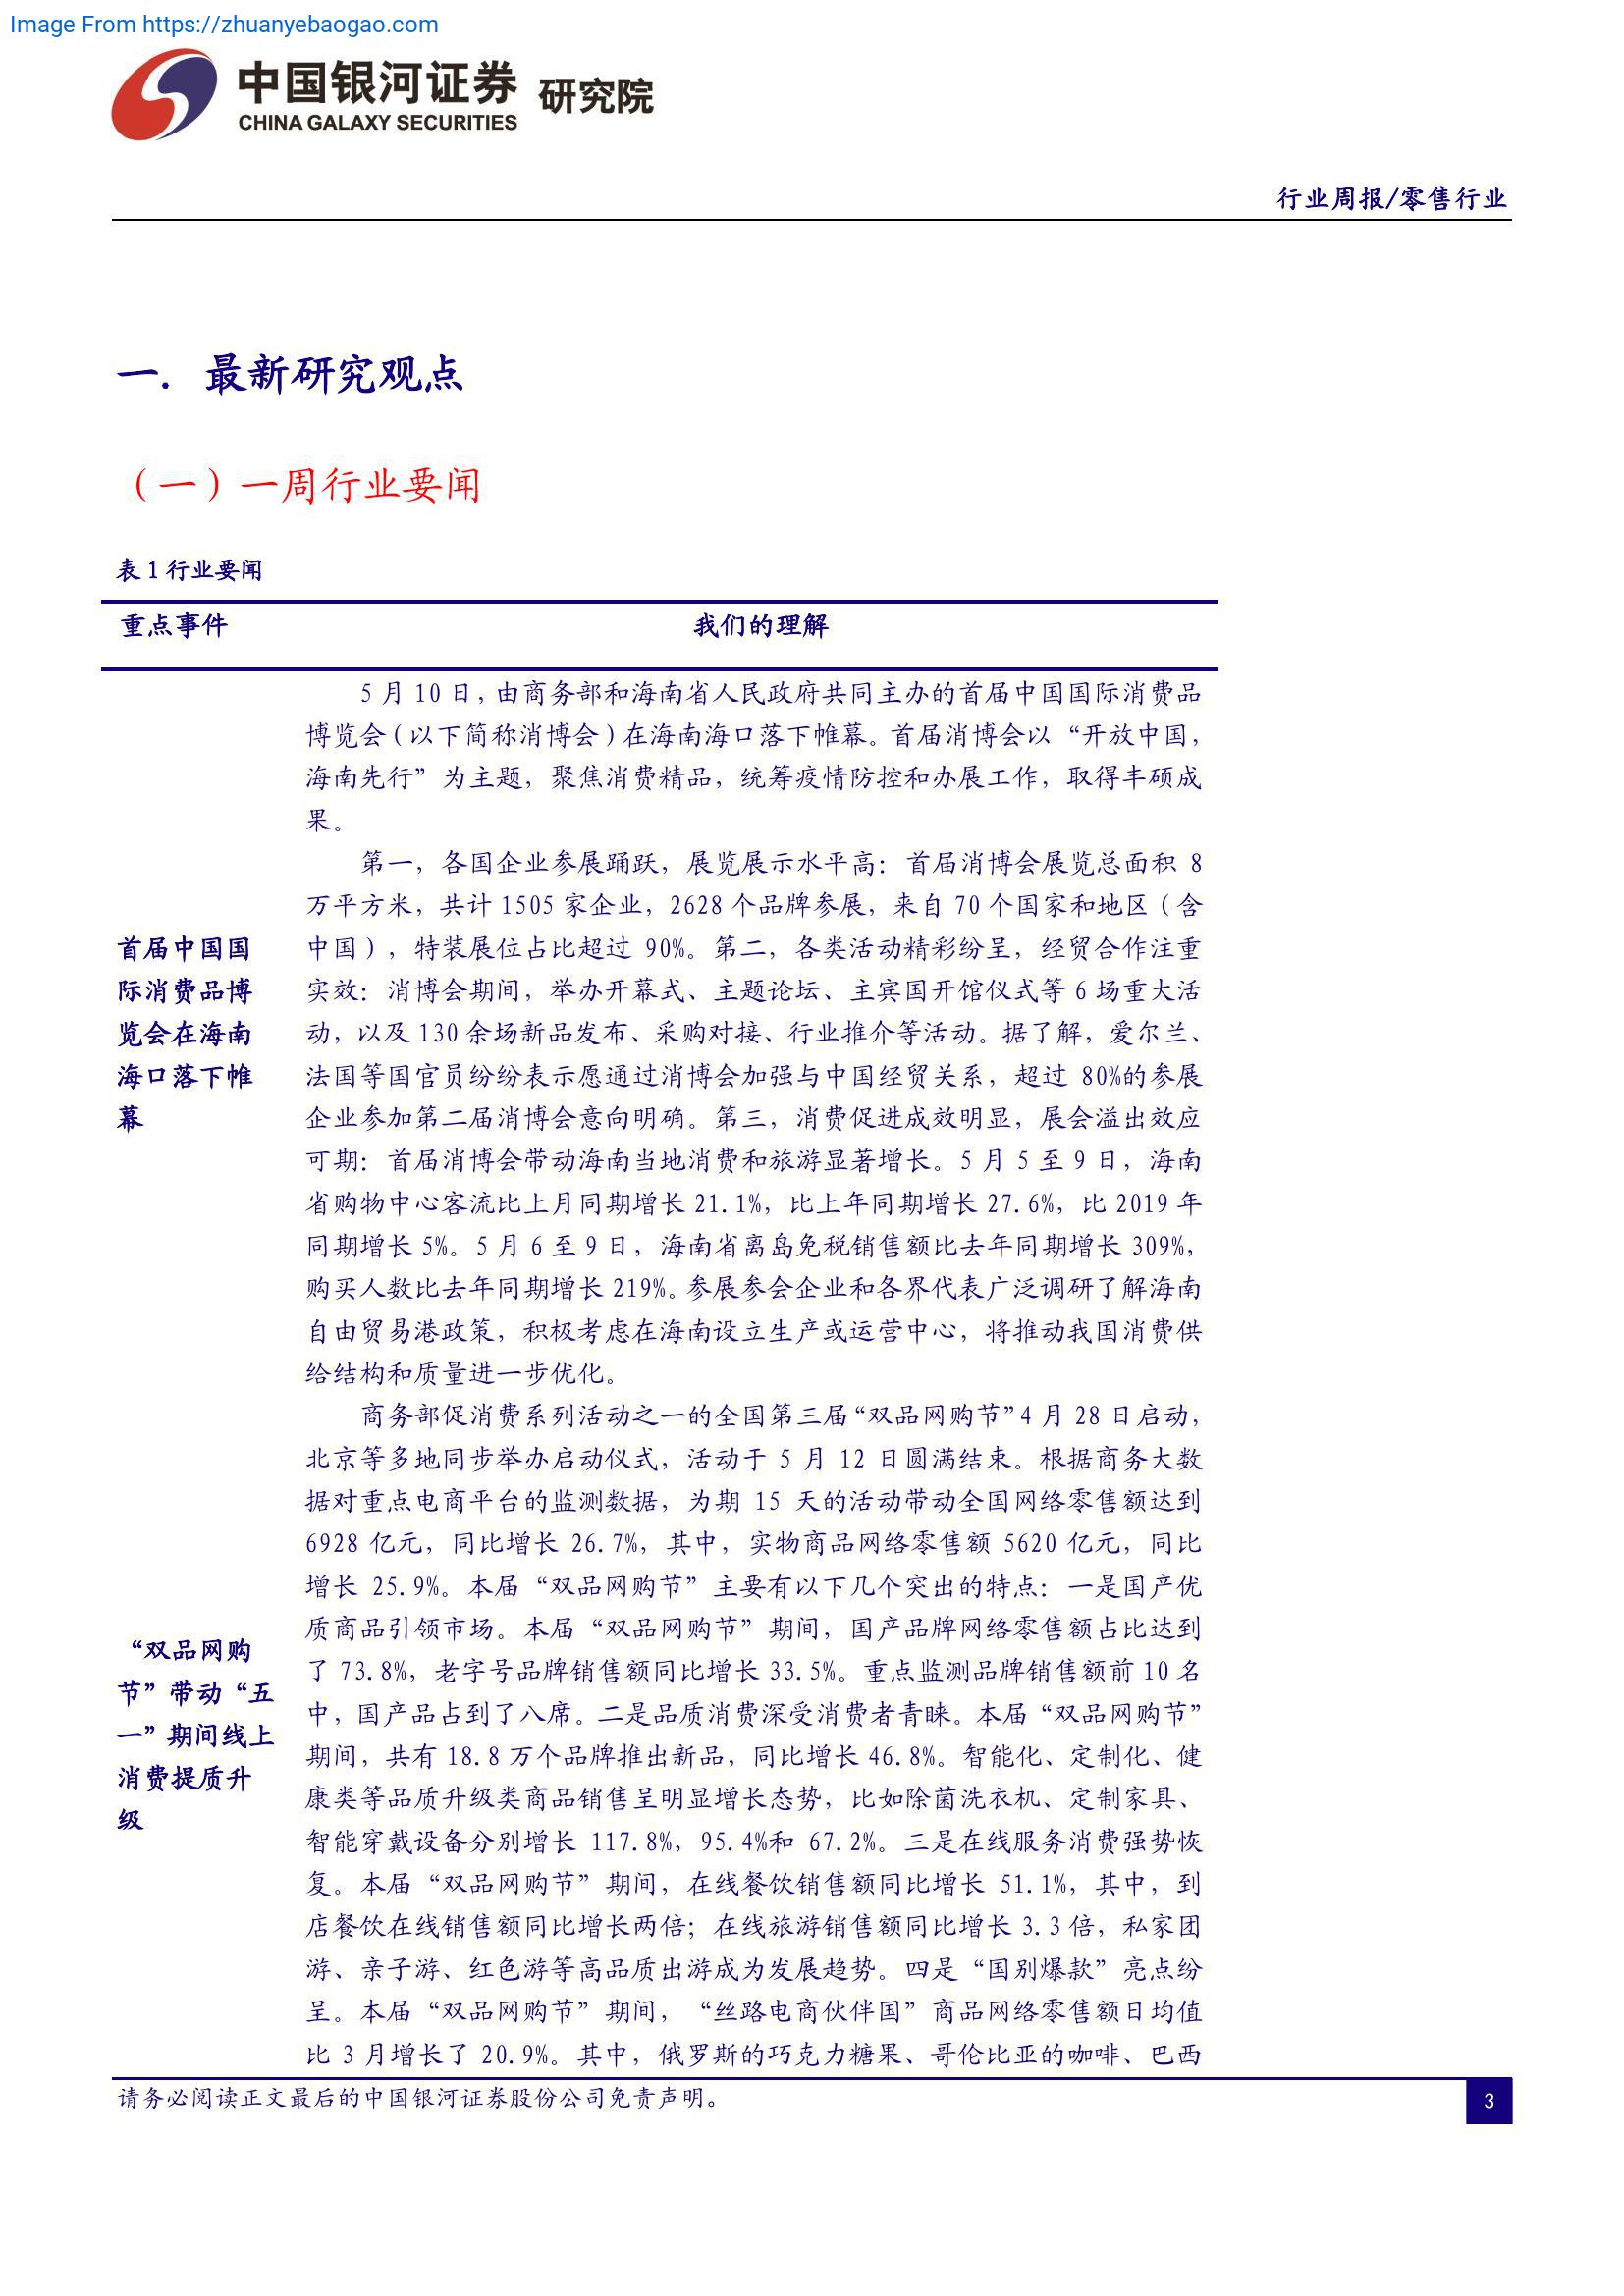 Image From https://zhuanyebaogao.com
中国银河证券 研究院
CHINA GALAXY SECURITIES
行业周报/零售行业
一. 最新研究观点
（一）一周行业要闻
表 1 行业要闻
重点事件 我们的理解
首届中国国
际消费品博
览会在海南
海口落下帷
幕
5 月 10 日，由商务部和海南省人民政府共同主办的首届中国国际消费品
博览会（以下简称消博会）在海南海口落下帷幕。首届消博会以“开放中国，
海南先行”为主题，聚焦消费精品，统筹疫情防控和办展工作，取得丰硕成
果。
第一，各国企业参展踊跃，展览展示水平高：首届消博会展览总面积 8
万平方米，共计 1505 家企业，2628 个品牌参展，来自 70 个国家和地区（含
中国），特装展位占比超过 90%。第二，各类活动精彩纷呈，经贸合作注重
实效：消博会期间，举办开幕式、主题论坛、主宾国开馆仪式等 6 场重大活
动，以及 130 余场新品发布、采购对接、行业推介等活动。据了解，爱尔兰、
法国等国官员纷纷表示愿通过消博会加强与中国经贸关系，超过 80%的参展
企业参加第二届消博会意向明确。第三，消费促进成效明显，展会溢出效应
可期：首届消博会带动海南当地消费和旅游显著增长。5 月 5 至 9 日，海南
省购物中心客流比上月同期增长 21.1%，比上年同期增长 27.6%，比 2019 年
同期增长 5%。5 月 6 至 9 日，海南省离岛免税销售额比去年同期增长 309%，
购买人数比去年同期增长 219%。参展参会企业和各界代表广泛调研了解海南
自由贸易港政策，积极考虑在海南设立生产或运营中心，将推动我国消费供
给结构和质量进一步优化。
“双品网购
节”带动“五
一”期间线上
消费提质升
级
商务部促消费系列活动之一的全国第三届“双品网购节”4 月 28 日启动，
北京等多地同步举办启动仪式，活动于 5 月 12 日圆满结束。根据商务大数
据对重点电商平台的监测数据，为期 15 天的活动带动全国网络零售额达到
6928 亿元，同比增长 26.7%，其中，实物商品网络零售额 5620 亿元，同比
增长 25.9%。本届“双品网购节”主要有以下几个突出的特点：一是国产优
质商品引领市场。本届“双品网购节”期间，国产品牌网络零售额占比达到
了 73.8%，老字号品牌销售额同比增长 33.5%。重点监测品牌销售额前 10 名
中，国产品占到了八席。二是品质消费深受消费者青睐。本届“双品网购节”
期间，共有 18.8 万个品牌推出新品，同比增长 46.8%。智能化、定制化、健
康类等品质升级类商品销售呈明显增长态势，比如除菌洗衣机、定制家具、
智能穿戴设备分别增长 117.8%，95.4%和 67.2%。三是在线服务消费强势恢
复。本届“双品网购节”期间，在线餐饮销售额同比增长 51.1%，其中，到
店餐饮在线销售额同比增长两倍；在线旅游销售额同比增长 3.3 倍，私家团
游、亲子游、红色游等高品质出游成为发展趋势。四是“国别爆款”亮点纷
呈。本届“双品网购节”期间，“丝路电商伙伴国”商品网络零售额日均值
比 3 月增长了 20.9%。其中，俄罗斯的巧克力糖果、哥伦比亚的咖啡、巴西
请务必阅读正文最后的中国银河证券股份公司免责声明。
3